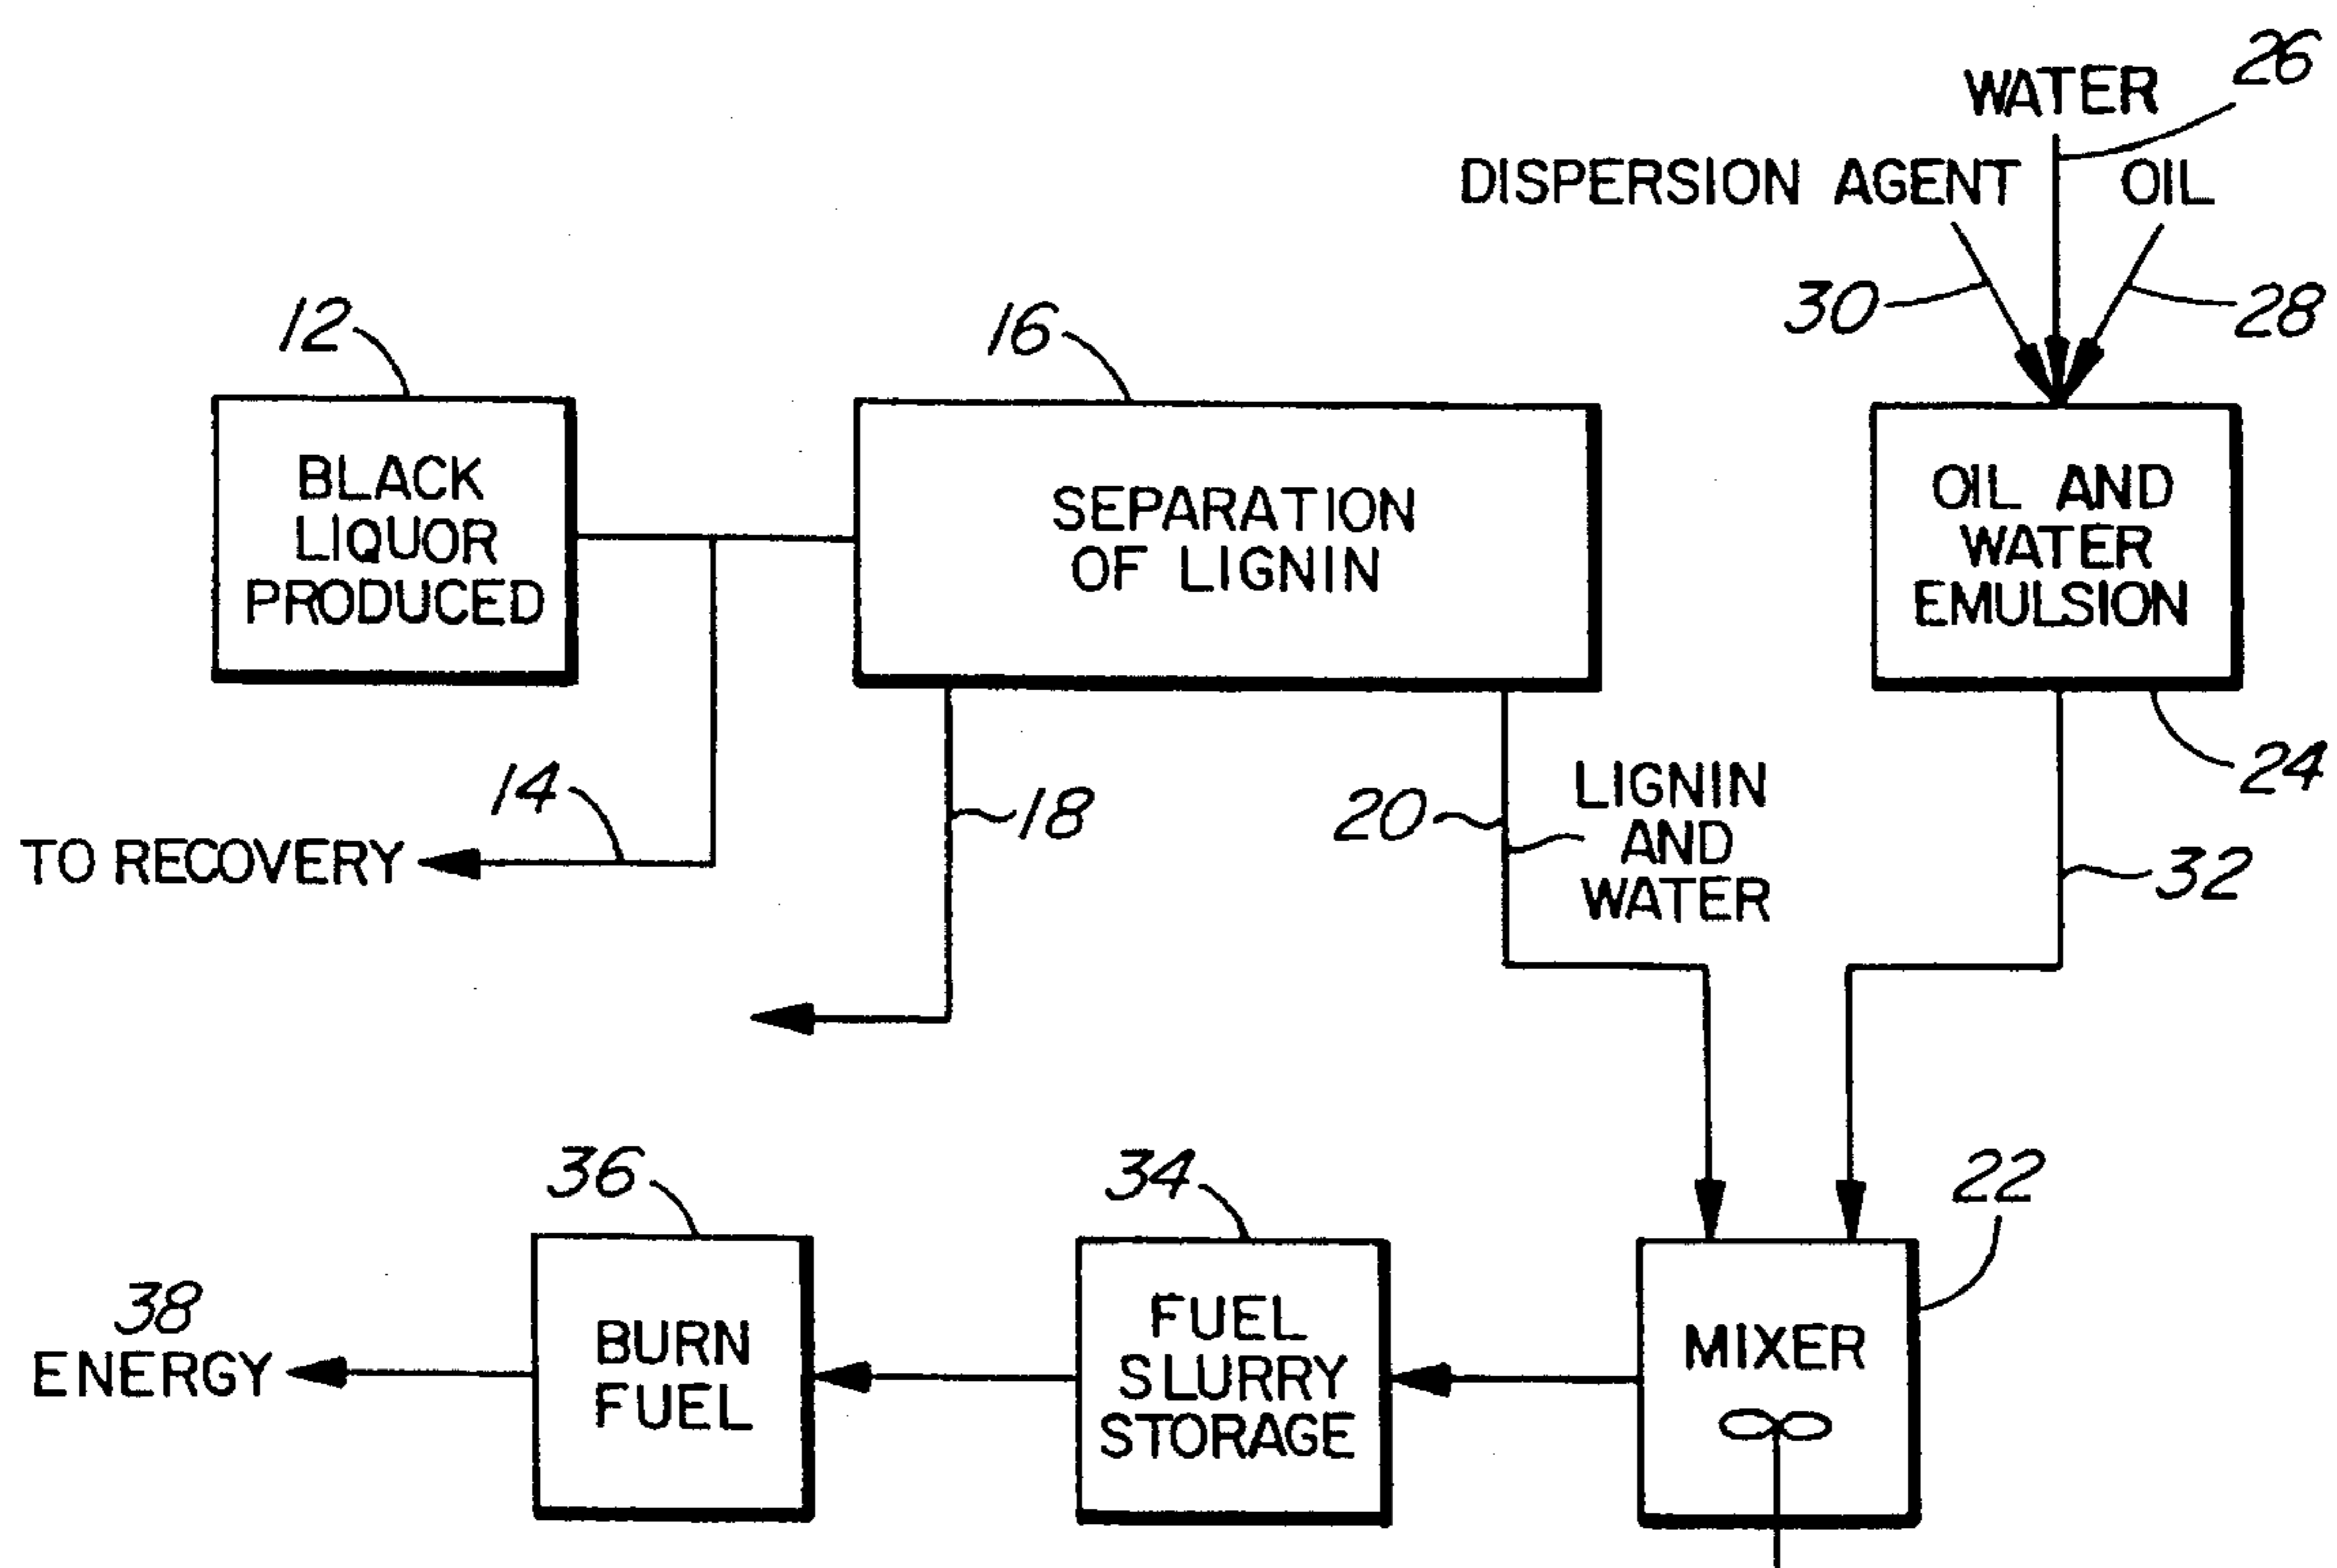 26
WATER
DISPERSION AGENT
OIL
30
28
12
16
BLACK
LIQUOR
PRODUCED
SEPARATION
OF LIGNIN
OIL AND
WATER
EMULSION
24
14
18
20
LIGNIN
AND
WATER
32
TO RECOVERY
36
34
22
38
ENERGY
BURN
FUEL
FUEL
SLURRY
STORAGE
MIXER